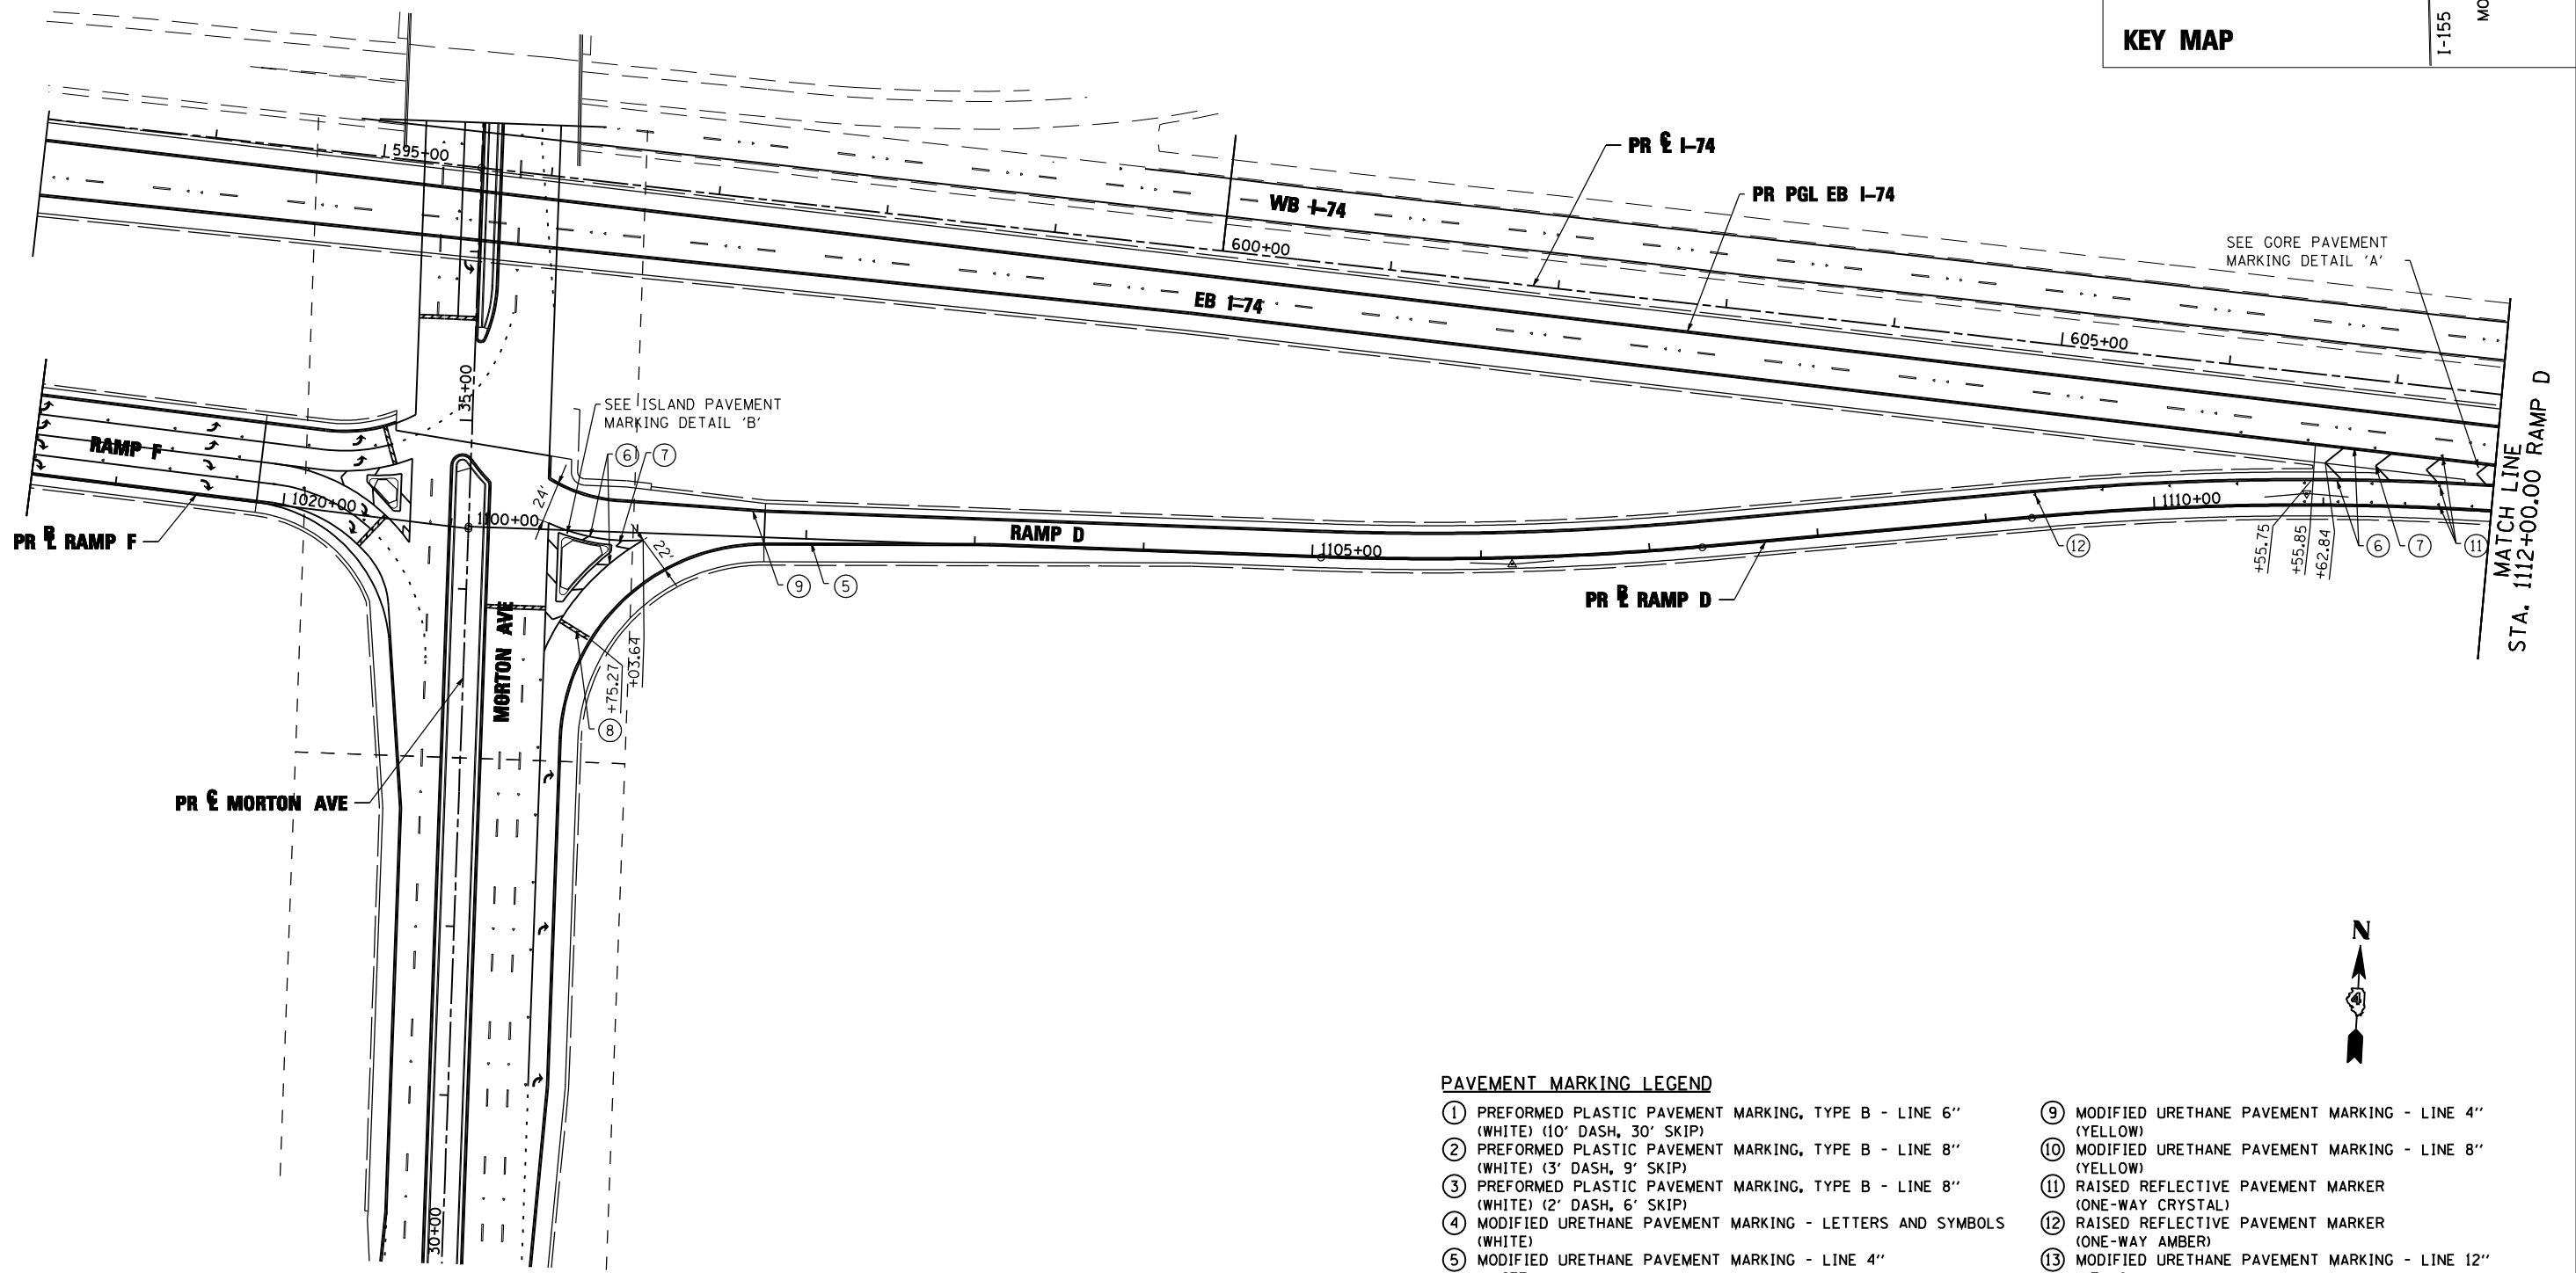 KEY MAP
I-155
595+00
PR ℄ I-74
PR PGL EB I-74
WB I-74
600+00
SEE GORE PAVEMENT
MARKING DETAIL 'A'
EB I-74
605+00
35+00
SEE ISLAND PAVEMENT
MARKING DETAIL 'B'
6
7
RAMP F
24'
1020+00
1100+00
RAMP D
1110+00
MATCH LINE
STA. 1112+00.00 RAMP D
PR BL RAMP F
22'
1105+00
12
+55.75
+55.85
+62.84
6
7
11
9
5
PR BL RAMP D
MORTON AVE
+75.27
+03.64
8
PR ℄ MORTON AVE
N
4
30+00
PAVEMENT MARKING LEGEND
1 PREFORMED PLASTIC PAVEMENT MARKING, TYPE B - LINE 6"
(WHITE) (10' DASH, 30' SKIP)
2 PREFORMED PLASTIC PAVEMENT MARKING, TYPE B - LINE 8"
(WHITE) (3' DASH, 9' SKIP)
3 PREFORMED PLASTIC PAVEMENT MARKING, TYPE B - LINE 8"
(WHITE) (2' DASH, 6' SKIP)
4 MODIFIED URETHANE PAVEMENT MARKING - LETTERS AND SYMBOLS
(WHITE)
5 MODIFIED URETHANE PAVEMENT MARKING - LINE 4"
9 MODIFIED URETHANE PAVEMENT MARKING - LINE 4"
(YELLOW)
10 MODIFIED URETHANE PAVEMENT MARKING - LINE 8"
(YELLOW)
11 RAISED REFLECTIVE PAVEMENT MARKER
(ONE-WAY CRYSTAL)
12 RAISED REFLECTIVE PAVEMENT MARKER
(ONE-WAY AMBER)
13 MODIFIED URETHANE PAVEMENT MARKING - LINE 12"